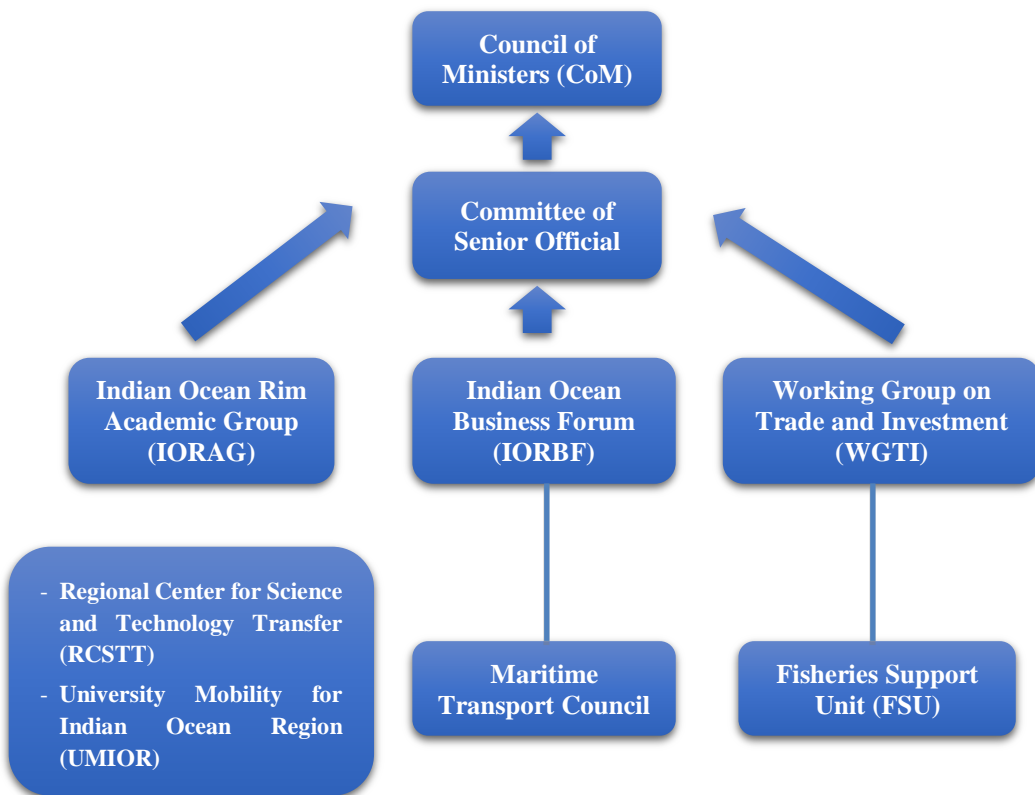 Council of
Ministers (CoM)
Committee of
Senior Official
Indian Ocean Rim
Academic Group
(IORAG)
Indian Ocean
Business Forum
(IORBF)
Working Group on
Trade and Investment
(WGTI)
- Regional Center for Science
and Technology Transfer
(RCSTT)
- University Mobility for
Indian Ocean Region
(UMIOR)
Maritime
Transport Council
Fisheries Support
Unit (FSU)